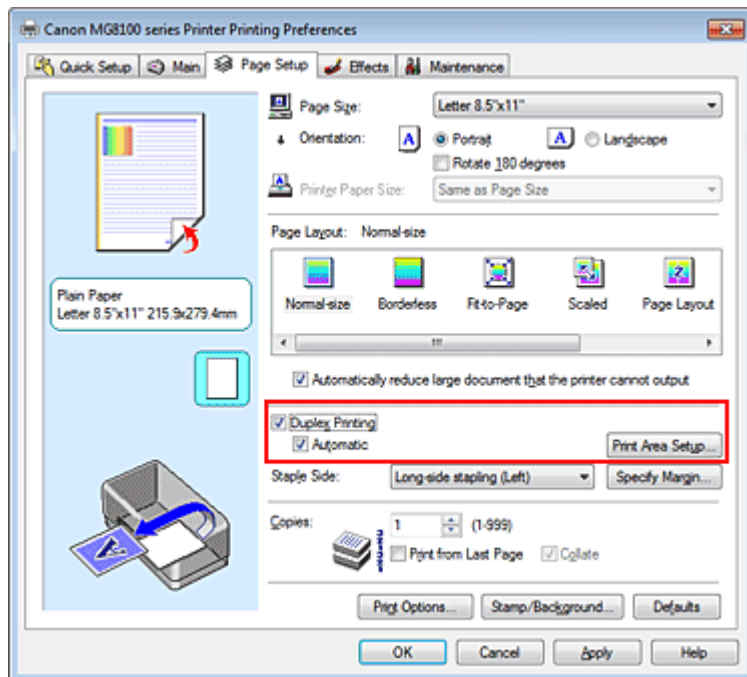 Canon MG8100 series Printer Printing Preferences
Quick Setup Main Page Setup Effects Maintenance
Page Size: Letter 8.5"x11"
Orientation: A Portrait A Landscape
Rotate 180 degrees
Printer Paper Size: Same as Page Size
Page Layout: Normal-size
Normal-size Borderless Fit-to-Page Scaled Page Layout
Plain Paper
Letter 8.5"x11" 215.9x279.4mm
Automatically reduce large document that the printer cannot output
Duplex Printing
Automatic Print Area Setup...
Staple Side: Long-side stapling (Left) Specify Margin...
Copies: 1 (1-999)
Print from Last Page Collate
Print Options... Stamp/Background... Defaults
OK Cancel Apply Help